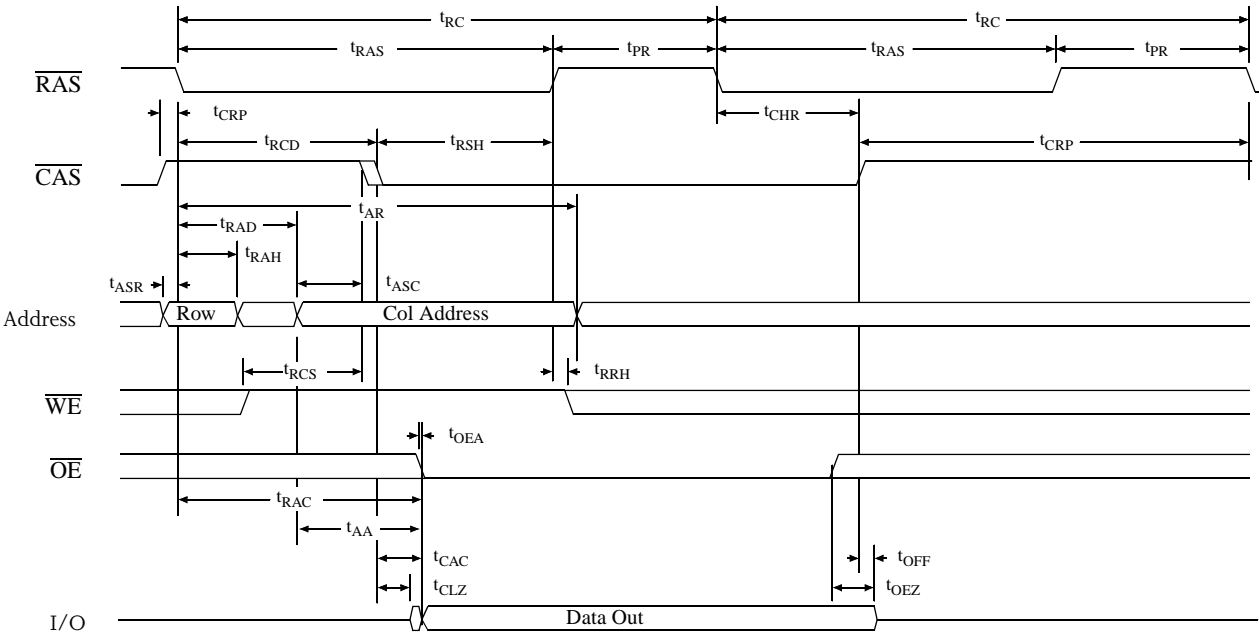 tRC tRC
tRAS tPR tRAS tPR
RAS
tCRP tCHR
tRCD tRSH tCRP
CAS
tAR
tRAD
tRAH
tASR tASC
Address Row Col Address
tRCS tRRH
WE
tOEA
OE
tRAC
tAA
tCAC tOFF
tCLZ tOEZ
I/O Data Out